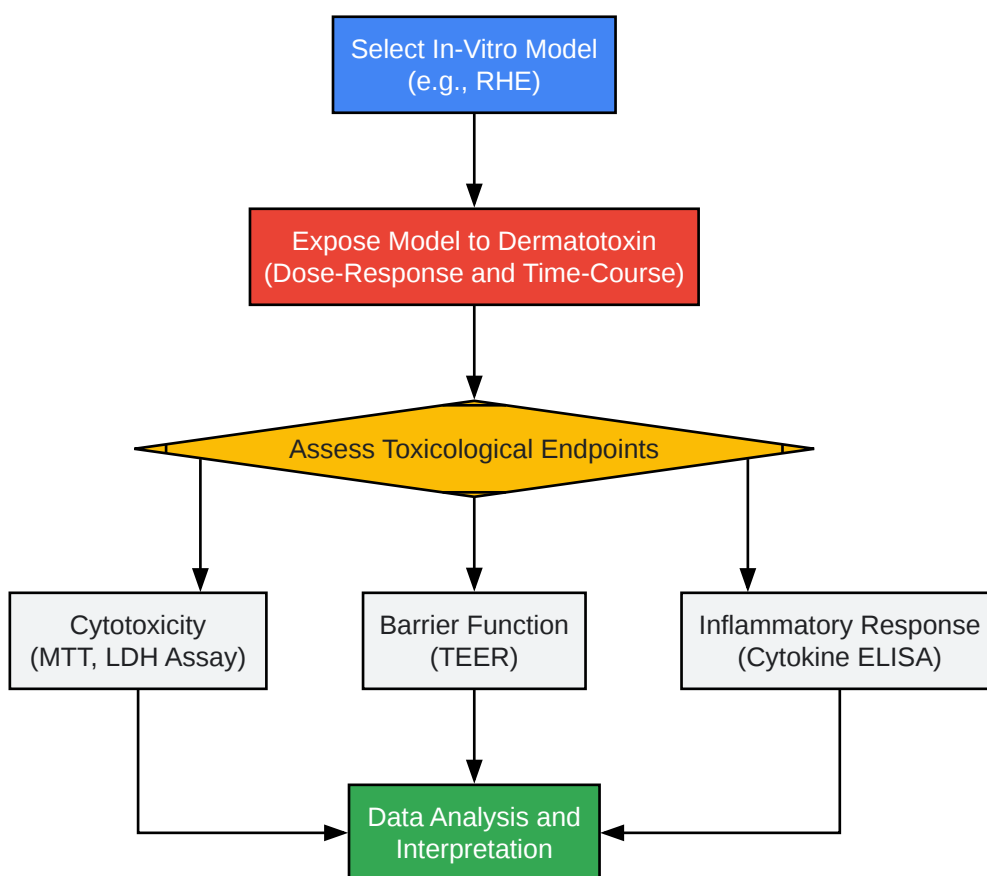 Select In-Vitro Model
(e.g., RHE)
Expose Model to Dermatotoxin
(Dose-Response and Time-Course)
Assess Toxicological Endpoints
Cytotoxicity
(MTT, LDH Assay)
Barrier Function
(TEER)
Inflammatory Response
(Cytokine ELISA)
Data Analysis and
Interpretation